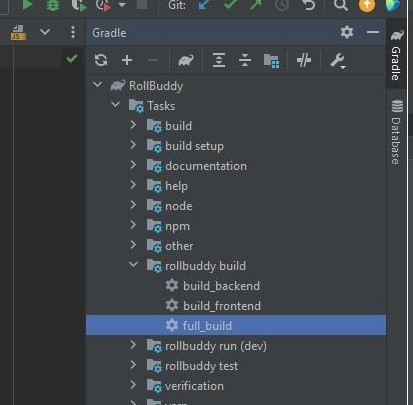 Git:
JS
Gradle
RollBuddy
Tasks
build
build setup
documentation
help
node
npm
other
rollbuddy build
build_backend
build_frontend
full_build
rollbuddy run (dev)
rollbuddy test
verification
Gradle
Database